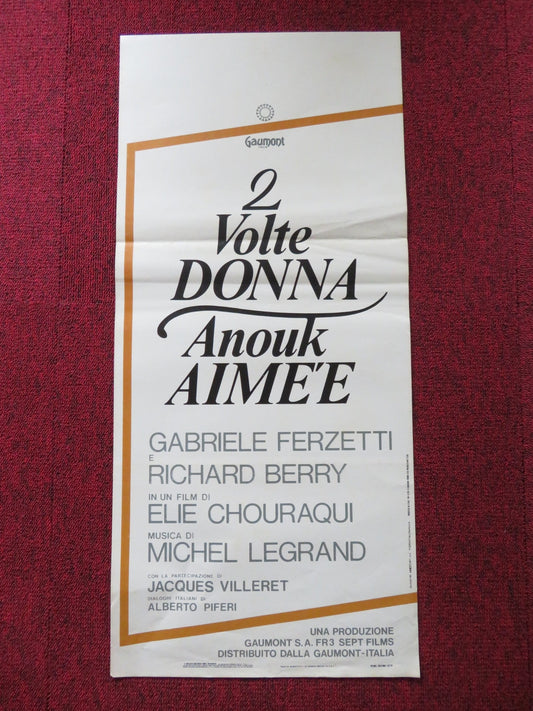 Gaumont
2
Volte
DONNA
Anouk
AIME'E
GABRIELE FERZETTI
E
RICHARD BERRY
IN UN FILM DI
ELIE CHOURAQUI
MUSICA DI
MICHEL LEGRAND
CON LA PARTECIPAZIONE DI
JACQUES VILLERET
DIALOGHI ITALIANI DI
ALBERTO PIFERI
UNA PRODUZIONE
GAUMONT S.A. FR3 SEPT FILMS
DISTRIBUITO DALLA GAUMONT-ITALIA